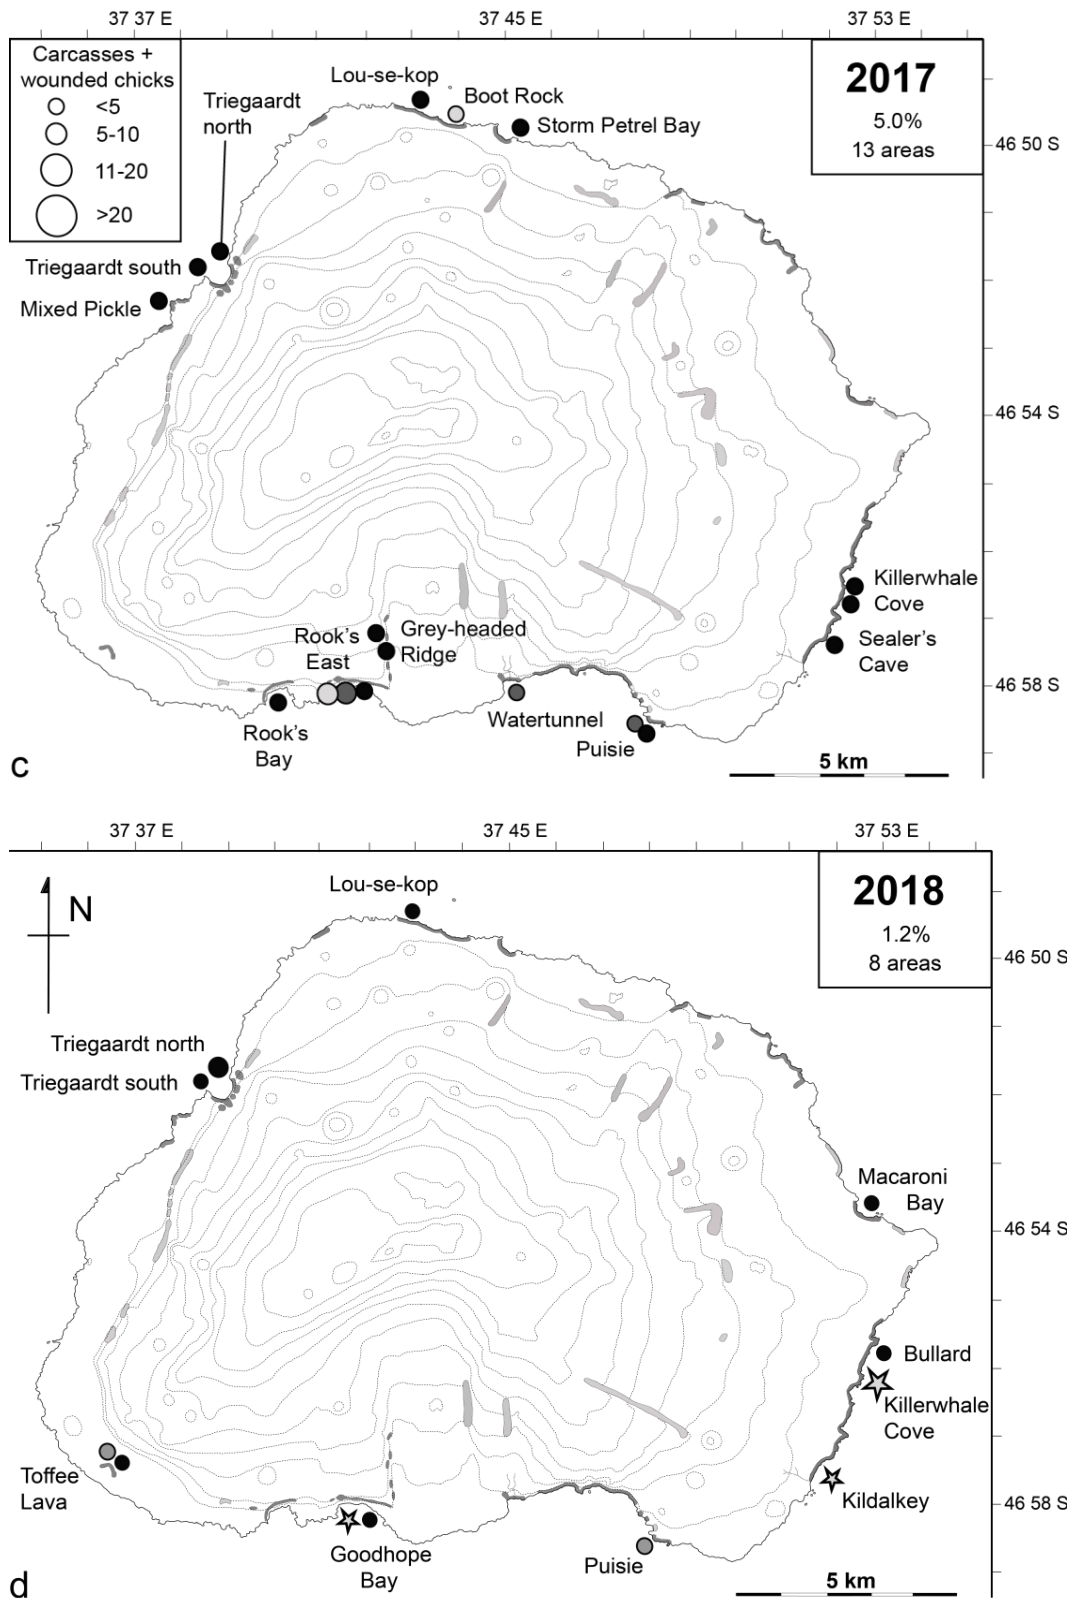 37 37 E
37 45 E
37 53 E
Carcasses +
wounded chicks
<5
5-10
11-20
>20
2017
5.0%
13 areas
Lou-se-kop
Boot Rock
Storm Petrel Bay
Triegaardt
north
Triegaardt south
Mixed Pickle
46 50 S
46 54 S
46 58 S
Killerwhale
Cove
Sealer's
Cave
Grey-headed
Ridge
Rook's
East
Rook's
Bay
Watertunnel
Puisie
5 km
c
37 37 E
37 45 E
37 53 E
N
2018
1.2%
8 areas
Lou-se-kop
46 50 S
Triegaardt north
Triegaardt south
Macaroni
Bay
46 54 S
Bullard
Killerwhale
Cove
Toffee
Lava
Kildalkey
46 58 S
Goodhope
Bay
Puisie
5 km
d